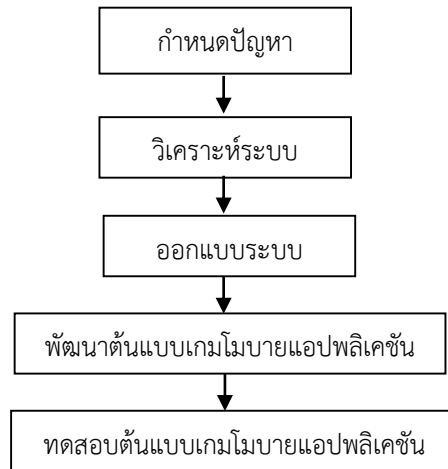 กำหนดปัญหา
วิเคราะห์ระบบ
ออกแบบระบบ
พัฒนาต้นแบบเกมโมบายแอปพลิเคชัน
ทดสอบต้นแบบเกมโมบายแอปพลิเคชัน